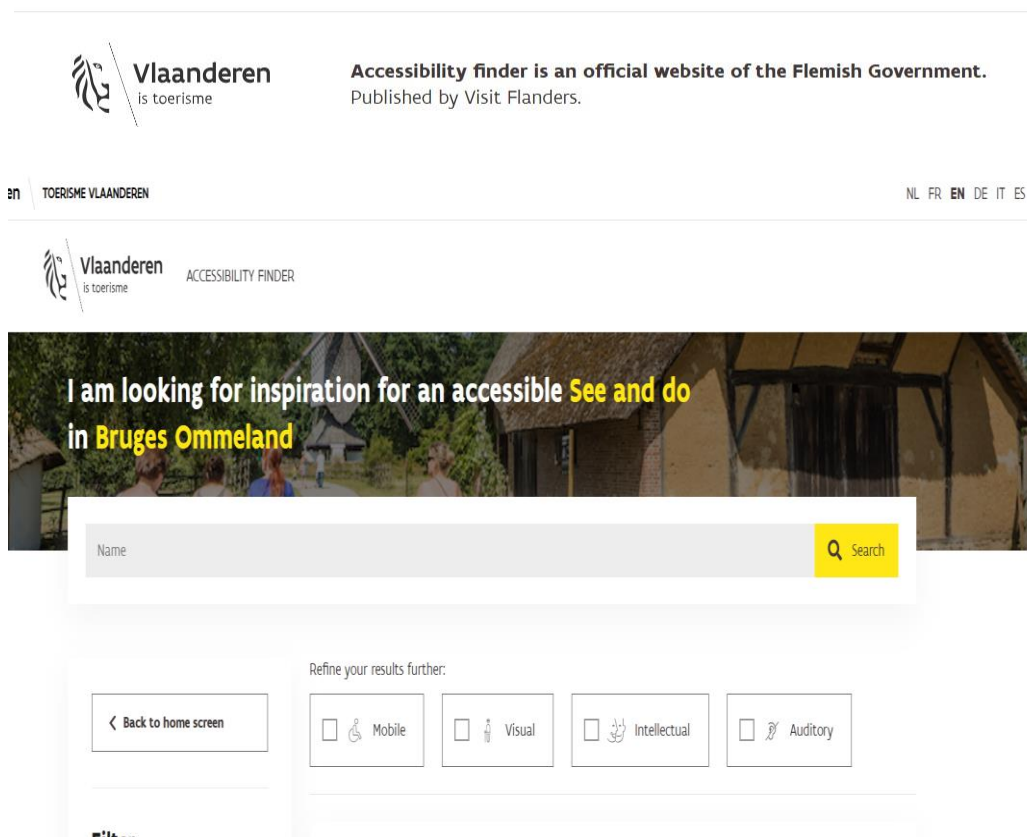 Vlaanderen
is toerisme
Accessibility finder is an official website of the Flemish Government.
Published by Visit Flanders.
en TOERISME VLAANDEREN
NL FR EN DE IT ES
Vlaanderen
is toerisme
ACCESSIBILITY FINDER
I am looking for inspiration for an accessible See and do
in Bruges Ommeland
Name
Search
Refine your results further:
Back to home screen
Mobile
Visual
Intellectual
Auditory